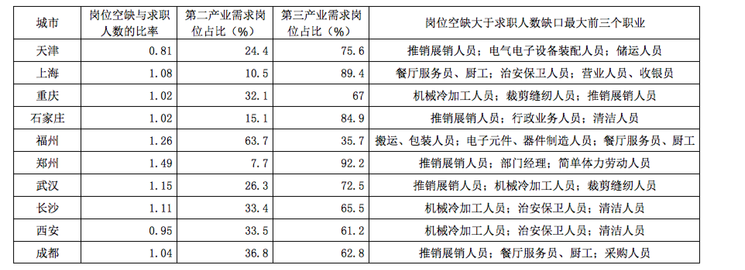 城市 岗位空缺与求职人数的比率 第二产业需求岗位占比（%） 第三产业需求岗位占比（%） 岗位空缺大于求职人数缺口最大前三个职业
天津 0.81 24.4 75.6 推销展销人员；电气电子设备装配人员；储运人员
上海 1.08 10.5 89.4 餐厅服务员、厨工；治安保卫人员；营业人员、收银员
重庆 1.02 32.1 67 机械冷加工人员；裁剪缝纫人员；推销展销人员
石家庄 1.02 15.1 84.9 推销展销人员；行政业务人员；清洁人员
福州 1.26 63.7 35.7 搬运、包装人员；电子元件、器件制造人员；餐厅服务员、厨工
郑州 1.49 7.7 92.2 推销展销人员；部门经理；简单体力劳动人员
武汉 1.15 26.3 72.5 推销展销人员；机械冷加工人员；裁剪缝纫人员
长沙 1.11 33.4 65.5 机械冷加工人员；治安保卫人员；清洁人员
西安 0.95 33.5 61.2 机械冷加工人员；治安保卫人员；清洁人员
成都 1.04 36.8 62.8 推销展销人员；餐厅服务员、厨工；采购人员